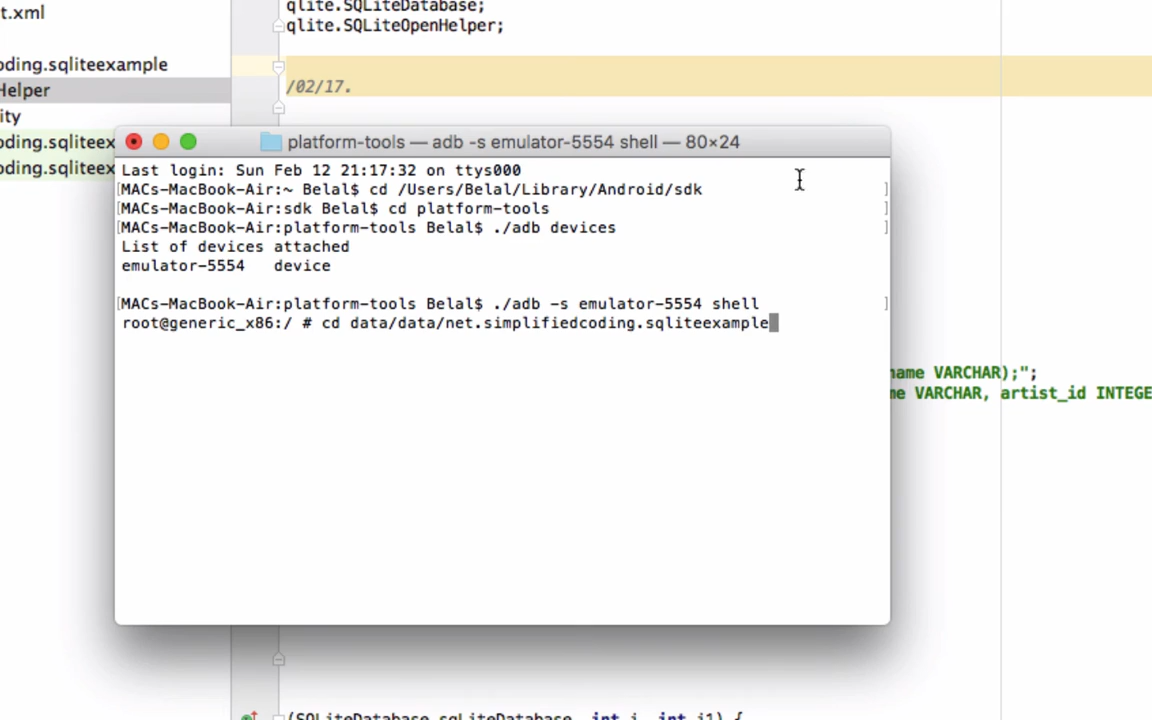 t.xml
oding.sqliteexample
Helper
ity
oding.sqliteex
oding.sqliteex
qlite.SQLiteDatabase;
qlite.SQLiteOpenHelper;
/02/17.
platform-tools — adb -s emulator-5554 shell — 80×24
Last login: Sun Feb 12 21:17:32 on ttys000
[MACs-MacBook-Air:~ Belal$ cd /Users/Belal/Library/Android/sdk ]
[MACs-MacBook-Air:sdk Belal$ cd platform-tools ]
[MACs-MacBook-Air:platform-tools Belal$ ./adb devices ]
List of devices attached
emulator-5554 device
[MACs-MacBook-Air:platform-tools Belal$ ./adb -s emulator-5554 shell ]
root@generic_x86:/ # cd data/data/net.simplifiedcoding.sqliteexample
name VARCHAR);";
me VARCHAR, artist_id INTEGE
(SQLiteDatabase sqLiteDatabase, int i, int i1) {